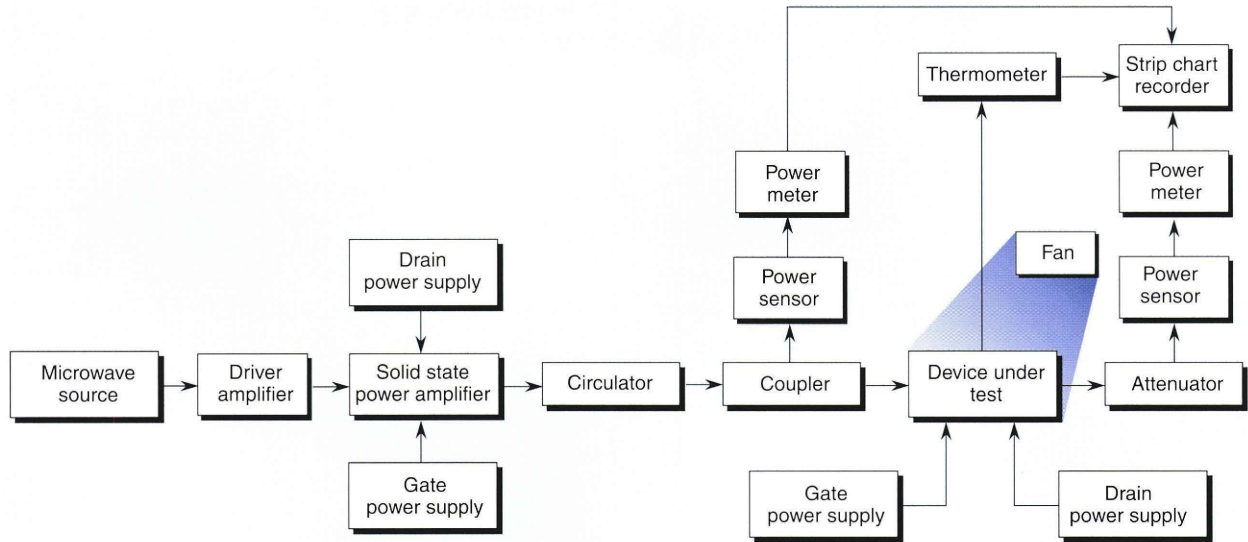 Thermometer
Strip chart
recorder
Power
meter
Power
meter
Fan
Drain
power supply
Power
sensor
Power
sensor
Microwave
source
Driver
amplifier
Solid state
power amplifier
Circulator
Coupler
Device under
test
Attenuator
Gate
power supply
Gate
power supply
Drain
power supply